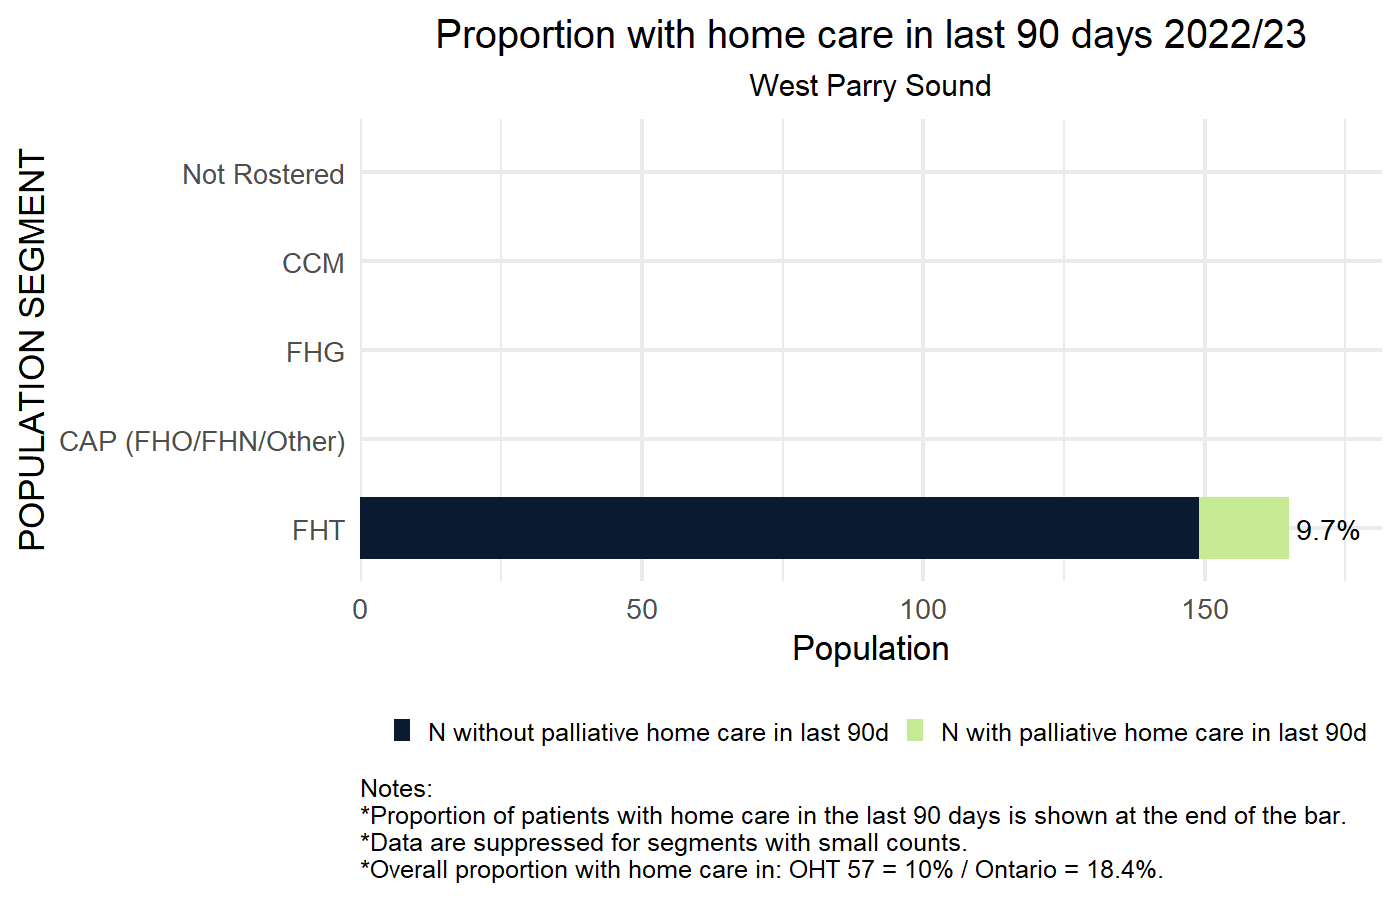 Proportion with home care in last 90 days 2022/23
West Parry Sound
POPULATION SEGMENT
Not Rostered
CCM
FHG
CAP (FHO/FHN/Other)
FHT
9.7%
0 50 100 150
Population
N without palliative home care in last 90d N with palliative home care in last 90d
Notes:
*Proportion of patients with home care in the last 90 days is shown at the end of the bar.
*Data are suppressed for segments with small counts.
*Overall proportion with home care in: OHT 57 = 10% / Ontario = 18.4%.